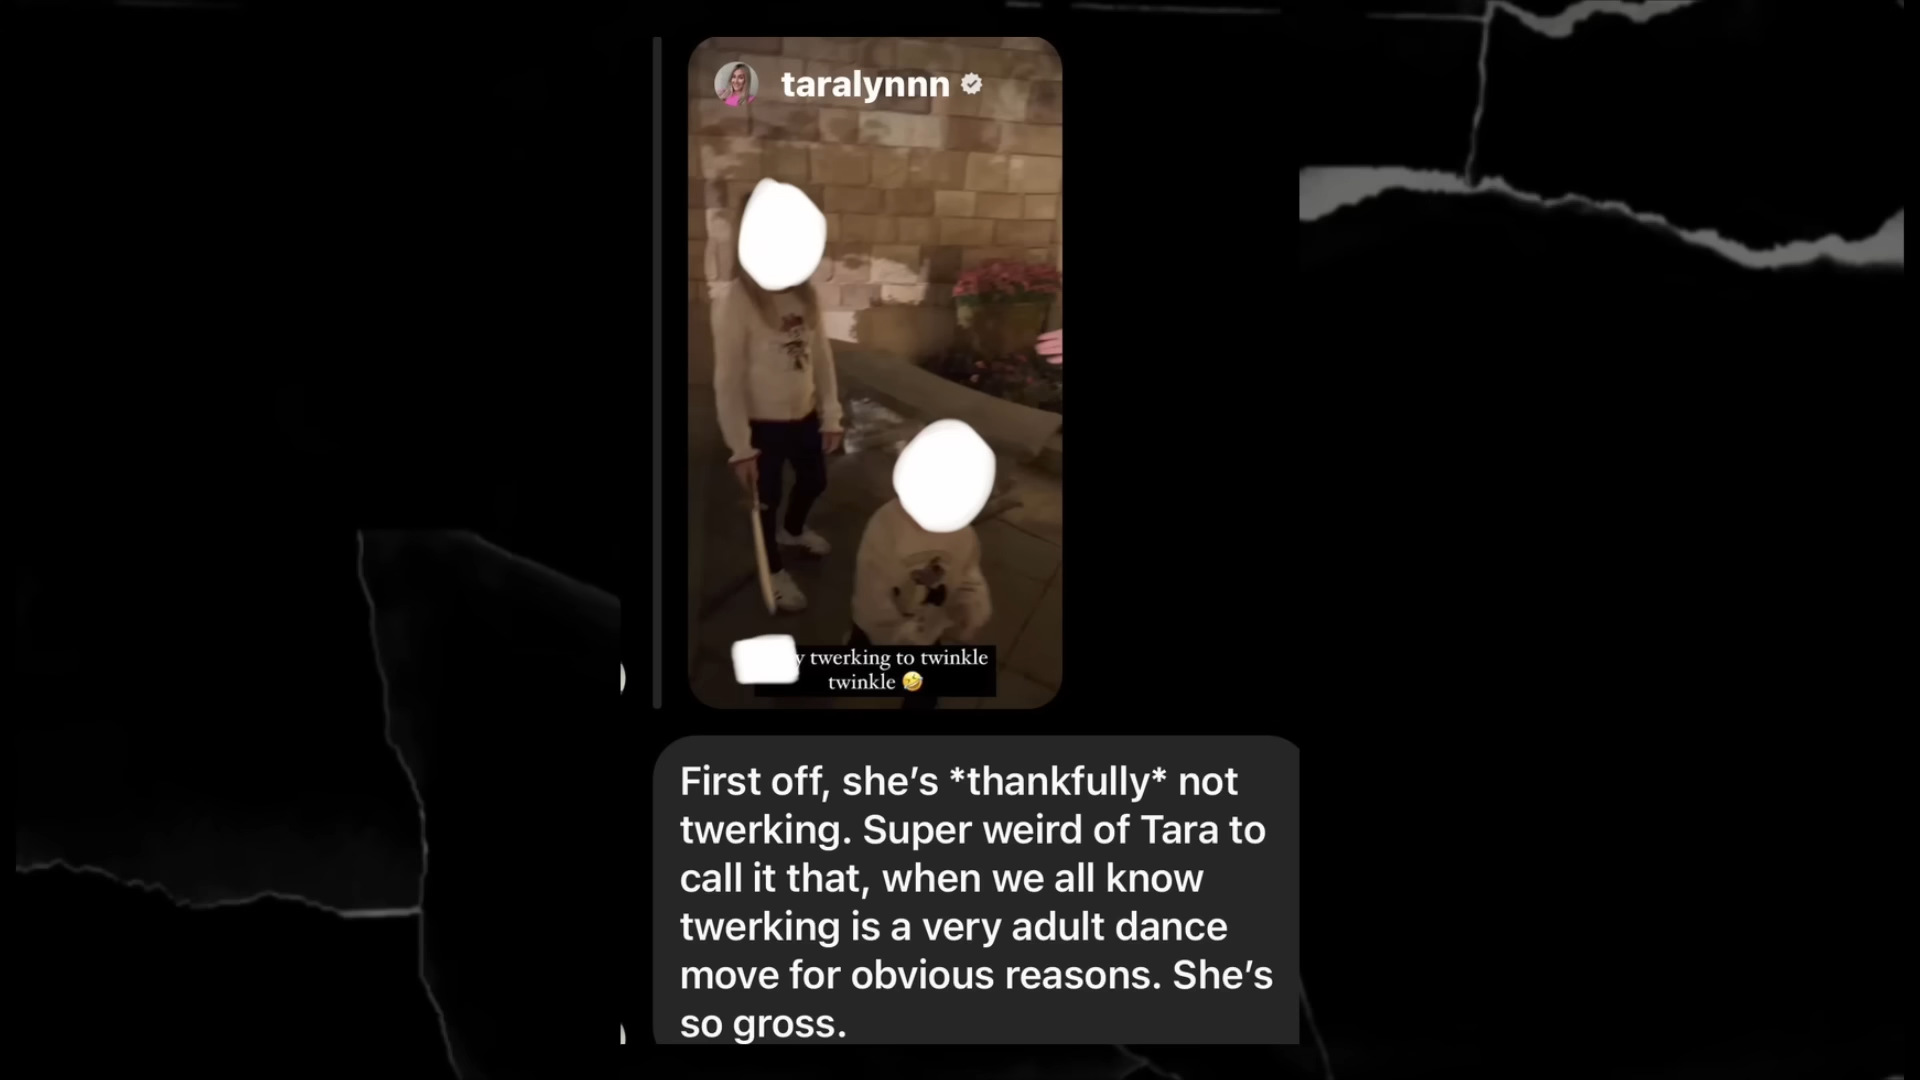 taralynnn
twerking to twinkle
twinkle 🤣
First off, she's *thankfully* not
twerking. Super weird of Tara to
call it that, when we all know
twerking is a very adult dance
move for obvious reasons. She's
so gross.